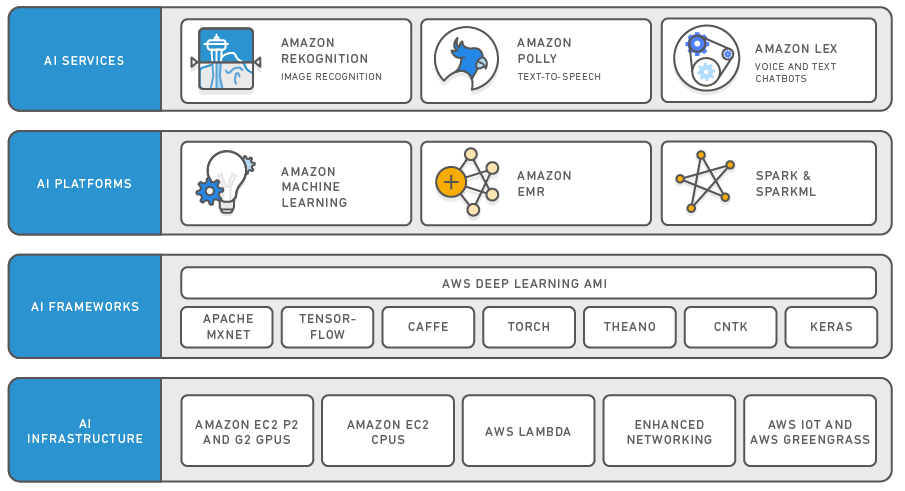 AI SERVICES
AMAZON
REKOGNITION
IMAGE RECOGNITION
AMAZON
POLLY
TEXT-TO-SPEECH
AMAZON LEX
VOICE AND TEXT
CHATBOTS
AI PLATFORMS
AMAZON
MACHINE
LEARNING
AMAZON
EMR
SPARK &
SPARKML
AI FRAMEWORKS
AWS DEEP LEARNING AMI
APACHE
MXNET
TENSOR-
FLOW
CAFFE
TORCH
THEANO
CNTK
KERAS
AI
INFRASTRUCTURE
AMAZON EC2 P2
AND G2 GPUS
AMAZON EC2
CPUS
AWS LAMBDA
ENHANCED
NETWORKING
AWS IOT AND
AWS GREENGRASS